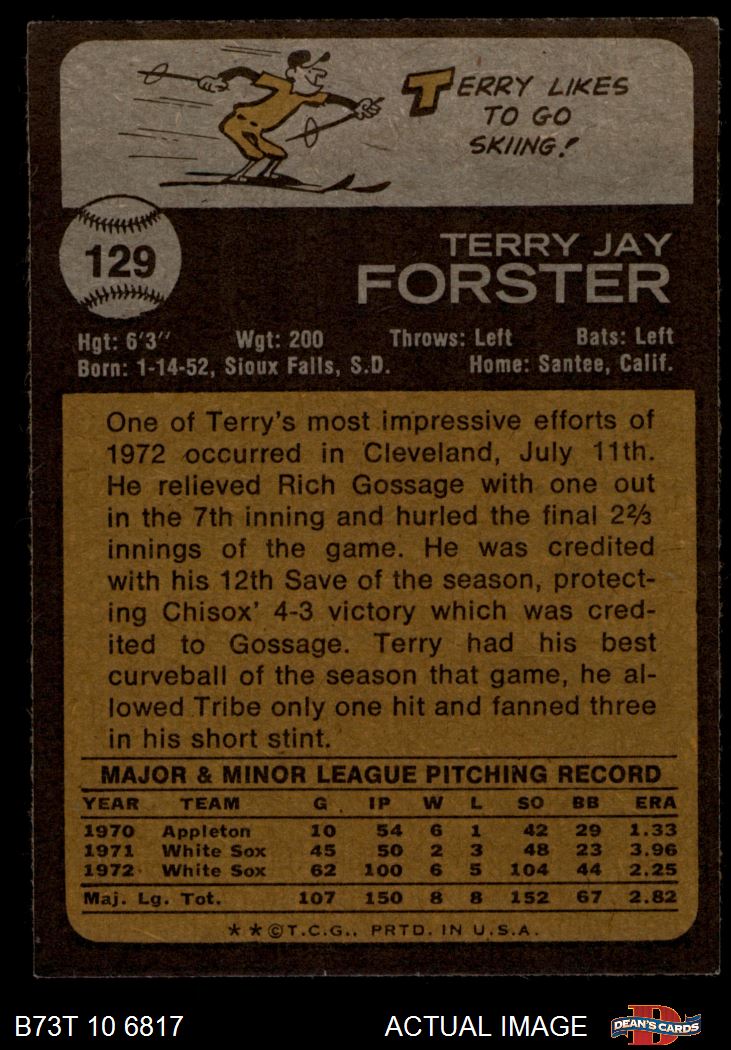 TERRY LIKES
TO GO
SKIING!
129
TERRY JAY
FORSTER
Hgt: 6'3" Wgt: 200 Throws: Left Bats: Left
Born: 1-14-52, Sioux Falls, S.D. Home: Santee, Calif.
One of Terry's most impressive efforts of
1972 occurred in Cleveland, July 11th.
He relieved Rich Gossage with one out
in the 7th inning and hurled the final 2⅔
innings of the game. He was credited
with his 12th Save of the season, protect-
ing Chisox' 4-3 victory which was cred-
ited to Gossage. Terry had his best
curveball of the season that game, he al-
lowed Tribe only one hit and fanned three
in his short stint.
MAJOR & MINOR LEAGUE PITCHING RECORD
YEAR TEAM G IP W L SO BB ERA
1970 Appleton 10 54 6 1 42 29 1.33
1971 White Sox 45 50 2 3 48 23 3.96
1972 White Sox 62 100 6 5 104 44 2.25
Maj. Lg. Tot. 107 150 8 8 152 67 2.82
**©T.C.G., PRTD. IN U.S.A.
B73T 10 6817 ACTUAL IMAGE D DEAN'S CARDS